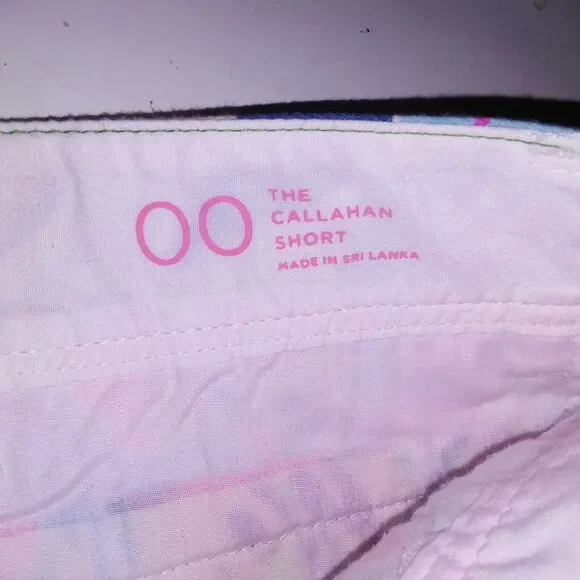 00
THE
CALLAHAN
SHORT
MADE IN SRI LANKA